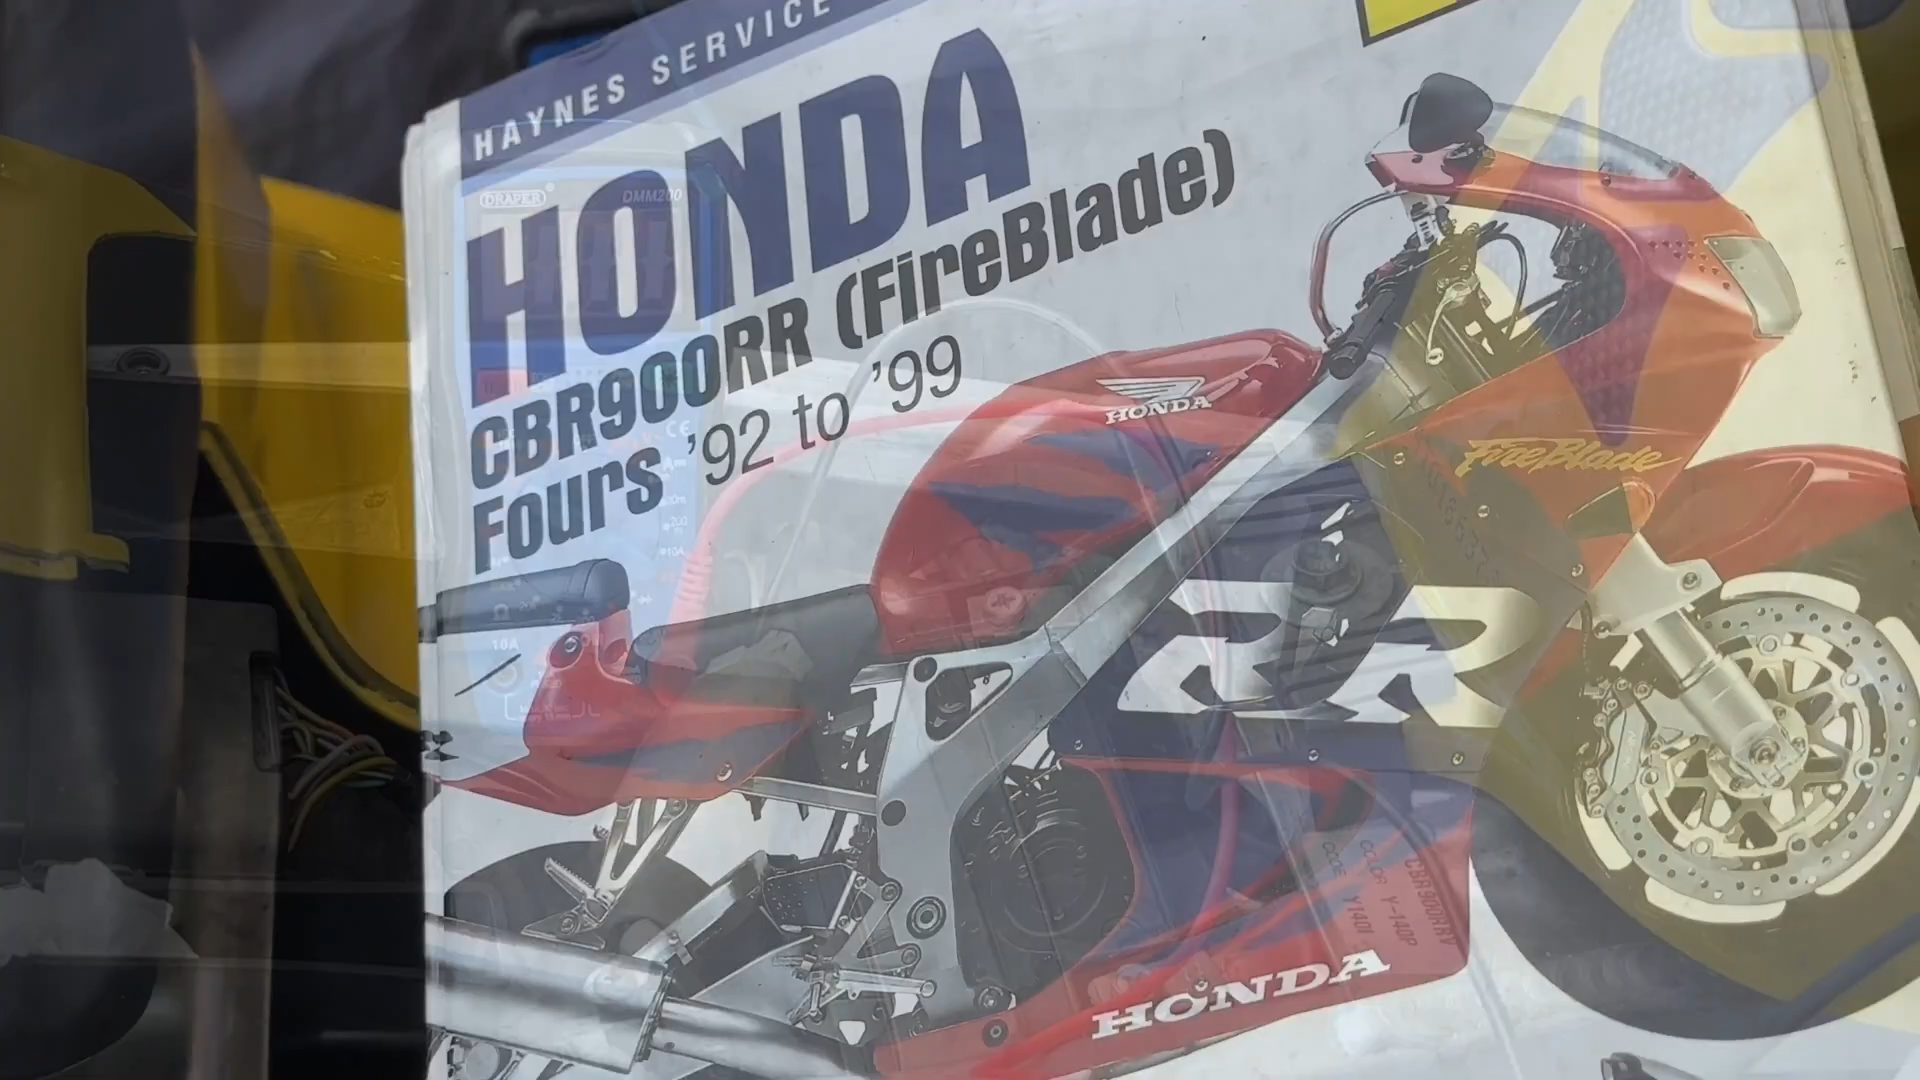 HAYNES SERVICE
HONDA
CBR900RR (FireBlade)
Fours '92 to '99
DRAPER
DMM200
HONDA
FireBlade
RR
10A
CBR900RRV
COLOR Y-140P
CODE Y140I
HONDA